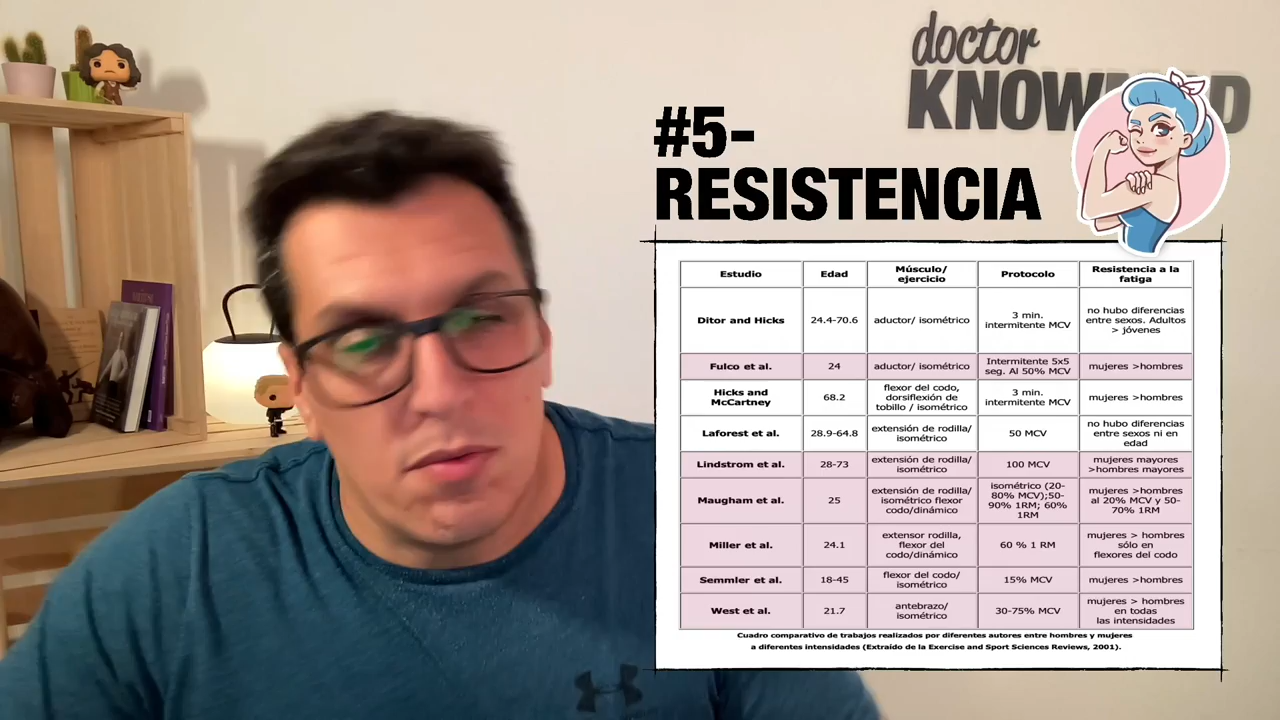 doctor
#5-
RESISTENCIA
Estudio
Edad
Músculo/
ejercicio
Protocolo
Resistencia a la
fatiga
Ditor and Hicks
24.4-70.6
aductor/ isométrico
3 min.
intermitente MCV
no hubo diferencias
entre sexos. Adultos
> jóvenes
Fulco et al.
24
aductor/ isométrico
Intermitente 5x5
seg. Al 50% MCV
mujeres >hombres
Hicks and
McCartney
68.2
flexor del codo,
dorsiflexión de
tobillo / isométrico
3 min.
intermitente MCV
mujeres >hombres
Laforest et al.
28.9-64.8
extensión de rodilla/
isométrico
50 MCV
no hubo diferencias
entre sexos ni en
edad
Lindstrom et al.
28-73
extensión de rodilla/
isométrico
100 MCV
mujeres mayores
>hombres mayores
Maugham et al.
25
extensión de rodilla/
isométrico flexor
codo/dinámico
isométrico (20-
80% MCV);50-
90% 1RM; 60%
1RM
mujeres >hombres
al 20% MCV y 50-
70% 1RM
Miller et al.
24.1
extensor rodilla,
flexor del
codo/dinámico
60 % 1 RM
mujeres > hombres
sólo en
flexores del codo
Semmler et al.
18-45
flexor del codo/
isométrico
15% MCV
mujeres >hombres
West et al.
21.7
antebrazo/
isométrico
30-75% MCV
mujeres > hombres
en todas
las intensidades
Cuadro comparativo de trabajos realizados por diferentes autores entre hombres y mujeres
a diferentes intensidades (Extraído de la Exercise and Sport Sciences Reviews, 2001).